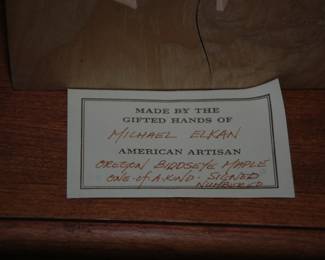 MADE BY THE
GIFTED HANDS OF
MICHAEL ELKAN
AMERICAN ARTISAN
OREGON BIRDSEYE MAPLE
ONE-OF-A-KIND - SIGNED
NUMBERED